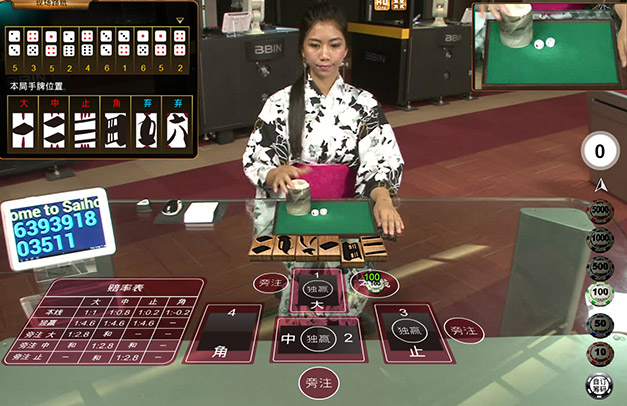 现场路纸
5 3 5 2 4 6 1 6 5 2
本局手牌位置
大 中 止 角 弃 弃
BBIN
BBIN
0
5000
1000
500
100
50
10
自订
筹码
ome to Saiho
6393918
03511
赔率表
大 中 止 角
本线 1:1 1:0.8 1:0.2 1:-0.2
独赢 1:4.6 1:4.6 1:4.6 —
旁注 大 1:2.8 和 — —
旁注 中 和 1:2.8 和 —
旁注 止 — 和 1:2.8 —
旁注
1
独赢
大
100
4
角
中 独赢 2
3
独赢
止
旁注
旁注